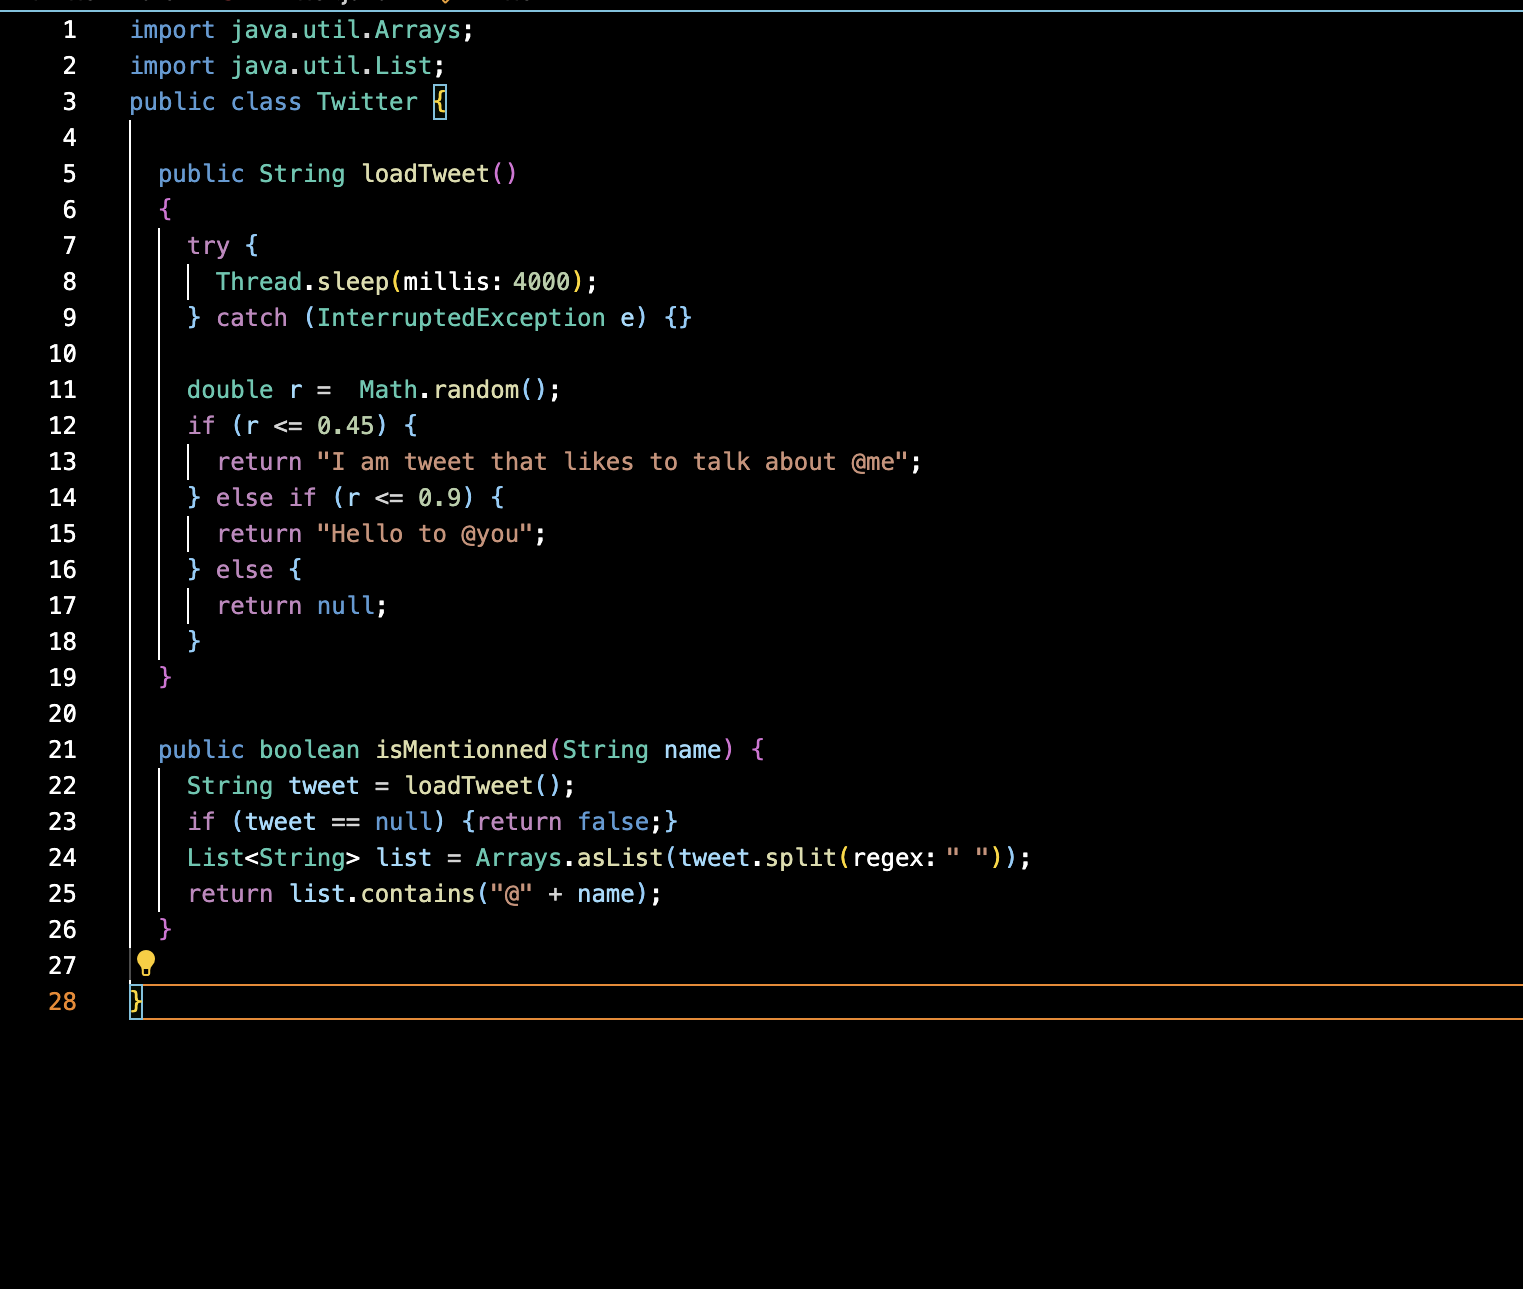 1 import java.util.Arrays;
2 import java.util.List;
3 public class Twitter {
4
5 public String loadTweet()
6 {
7 try {
8 Thread.sleep(millis: 4000);
9 } catch (InterruptedException e) {}
10
11 double r =  Math.random();
12 if (r <= 0.45) {
13 return "I am tweet that likes to talk about @me";
14 } else if (r <= 0.9) {
15 return "Hello to @you";
16 } else {
17 return null;
18 }
19 }
20
21 public boolean isMentionned(String name) {
22 String tweet = loadTweet();
23 if (tweet == null) {return false;}
24 List<String> list = Arrays.asList(tweet.split(regex: " "));
25 return list.contains("@" + name);
26 }
27
28 }